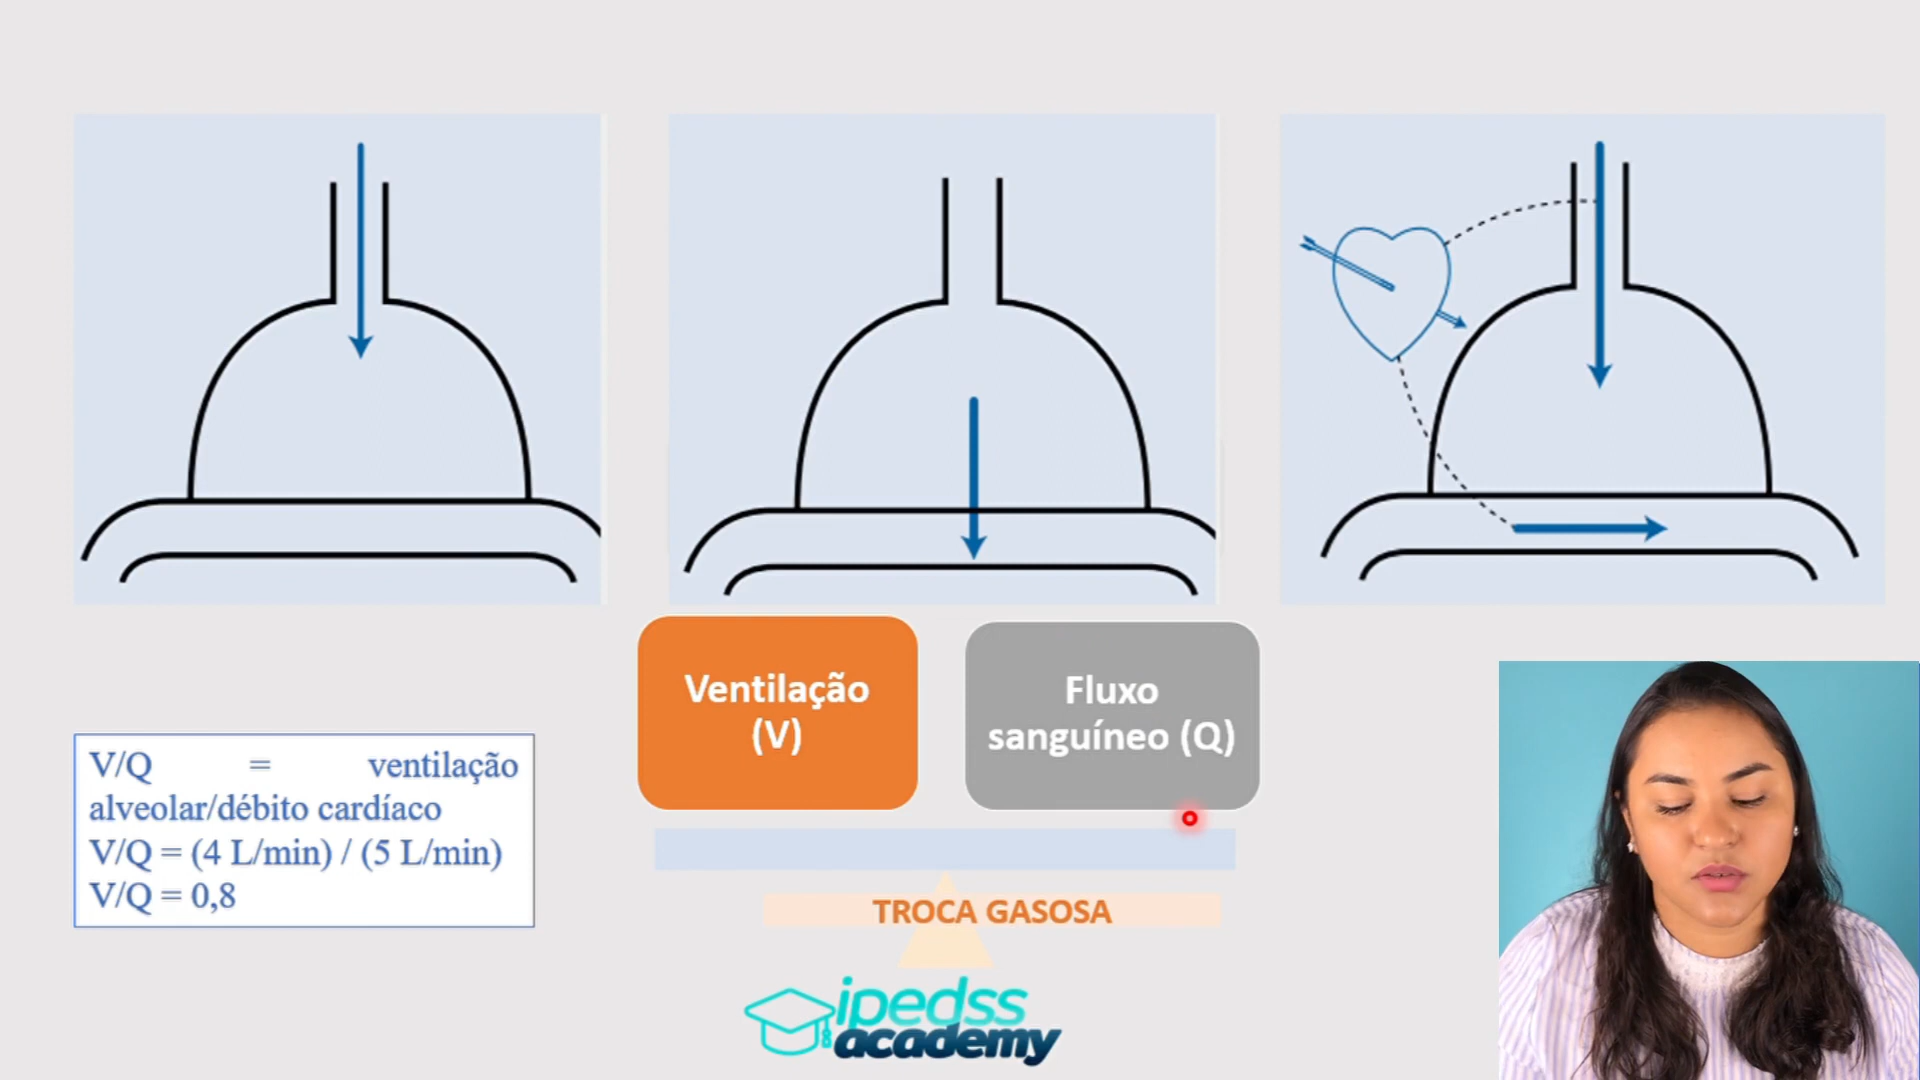 Ventilação
(V)
Fluxo
sanguíneo (Q)
V/Q = ventilação
alveolar/débito cardíaco
V/Q = (4 L/min) / (5 L/min)
V/Q = 0,8
TROCA GASOSA
ipedss
academy